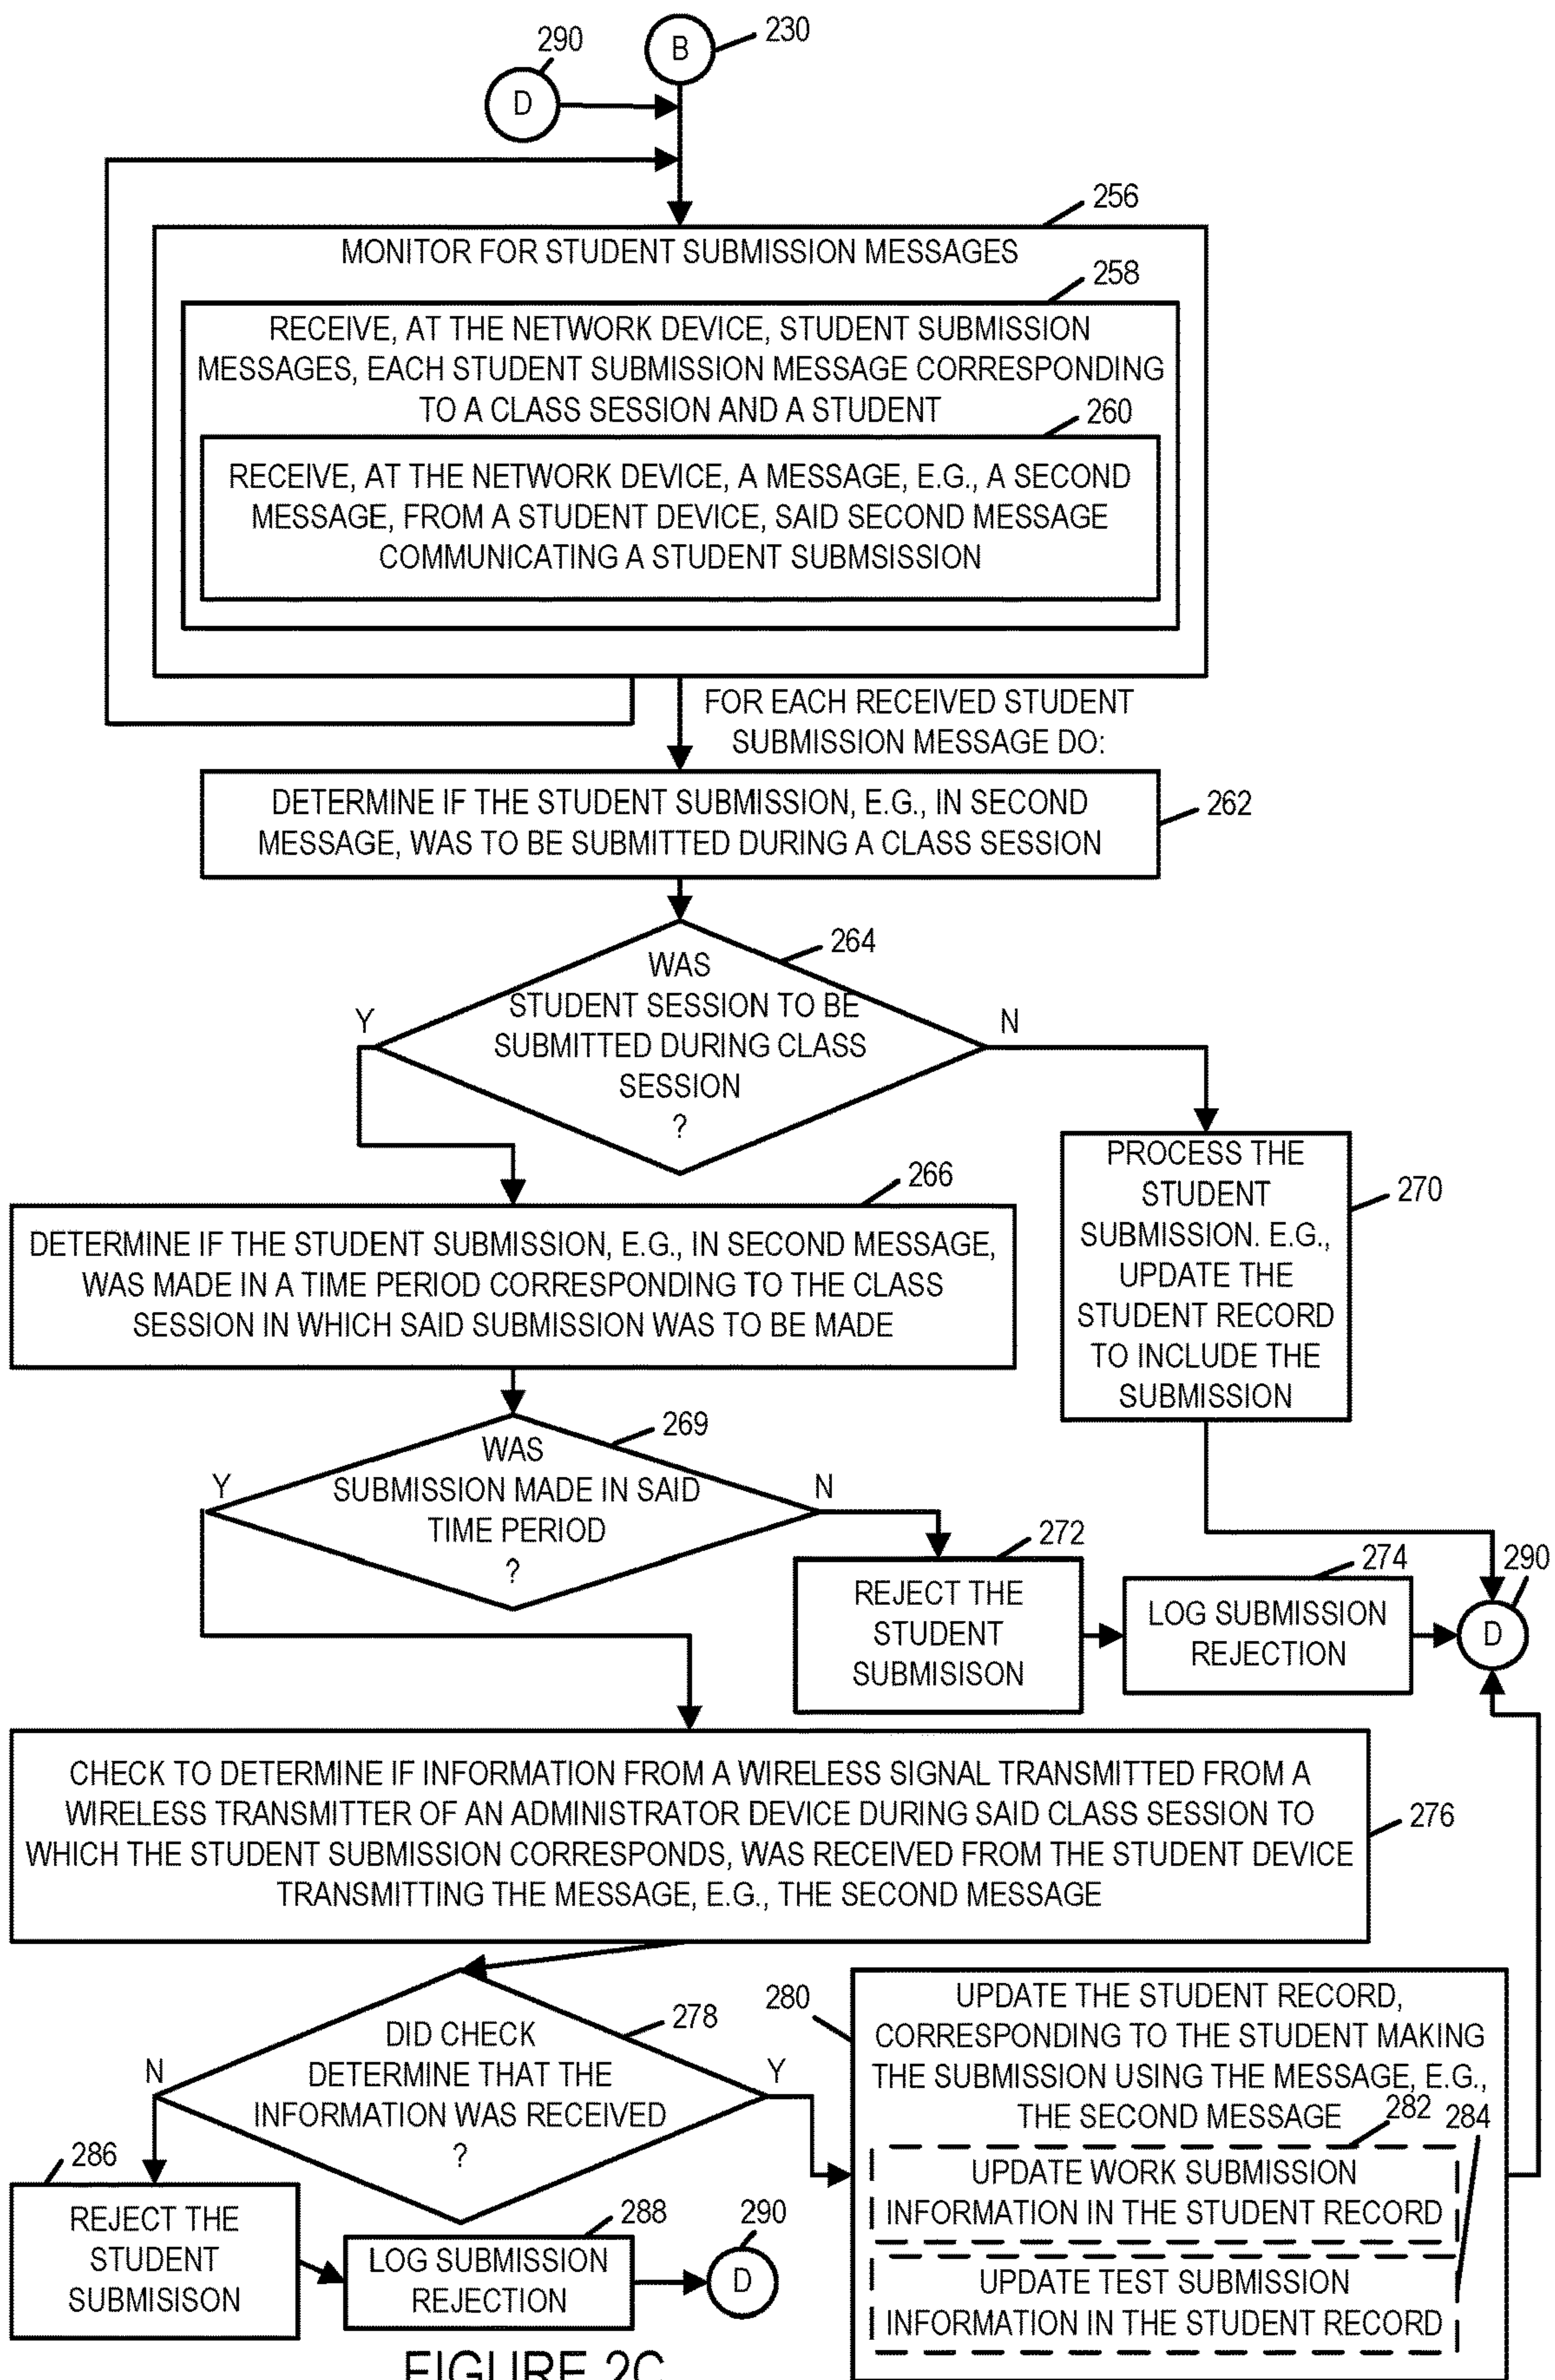 290
B
230
D
256
MONITOR FOR STUDENT SUBMISSION MESSAGES
258
RECEIVE, AT THE NETWORK DEVICE, STUDENT SUBMISSION
MESSAGES, EACH STUDENT SUBMISSION MESSAGE CORRESPONDING
TO A CLASS SESSION AND A STUDENT
260
RECEIVE, AT THE NETWORK DEVICE, A MESSAGE, E.G., A SECOND
MESSAGE, FROM A STUDENT DEVICE, SAID SECOND MESSAGE
COMMUNICATING A STUDENT SUBMSISSION
FOR EACH RECEIVED STUDENT
SUBMISSION MESSAGE DO:
DETERMINE IF THE STUDENT SUBMISSION, E.G., IN SECOND
MESSAGE, WAS TO BE SUBMITTED DURING A CLASS SESSION
262
264
WAS
STUDENT SESSION TO BE
SUBMITTED DURING CLASS
SESSION
?
Y
N
266
DETERMINE IF THE STUDENT SUBMISSION, E.G., IN SECOND MESSAGE,
WAS MADE IN A TIME PERIOD CORRESPONDING TO THE CLASS
SESSION IN WHICH SAID SUBMISSION WAS TO BE MADE
PROCESS THE
STUDENT
SUBMISSION. E.G.,
UPDATE THE
STUDENT RECORD
TO INCLUDE THE
SUBMISSION
270
269
WAS
SUBMISSION MADE IN SAID
TIME PERIOD
?
Y
N
272
REJECT THE
STUDENT
SUBMISISON
274
LOG SUBMISSION
REJECTION
290
D
CHECK TO DETERMINE IF INFORMATION FROM A WIRELESS SIGNAL TRANSMITTED FROM A
WIRELESS TRANSMITTER OF AN ADMINISTRATOR DEVICE DURING SAID CLASS SESSION TO
WHICH THE STUDENT SUBMISSION CORRESPONDS, WAS RECEIVED FROM THE STUDENT DEVICE
TRANSMITTING THE MESSAGE, E.G., THE SECOND MESSAGE
276
278
DID CHECK
DETERMINE THAT THE
INFORMATION WAS RECEIVED
?
N
Y
280
UPDATE THE STUDENT RECORD,
CORRESPONDING TO THE STUDENT MAKING
THE SUBMISSION USING THE MESSAGE, E.G.,
THE SECOND MESSAGE
282
284
UPDATE WORK SUBMISSION
INFORMATION IN THE STUDENT RECORD
UPDATE TEST SUBMISSION
INFORMATION IN THE STUDENT RECORD
286
REJECT THE
STUDENT
SUBMISISON
288
LOG SUBMISSION
REJECTION
290
D
FIGURE 2C